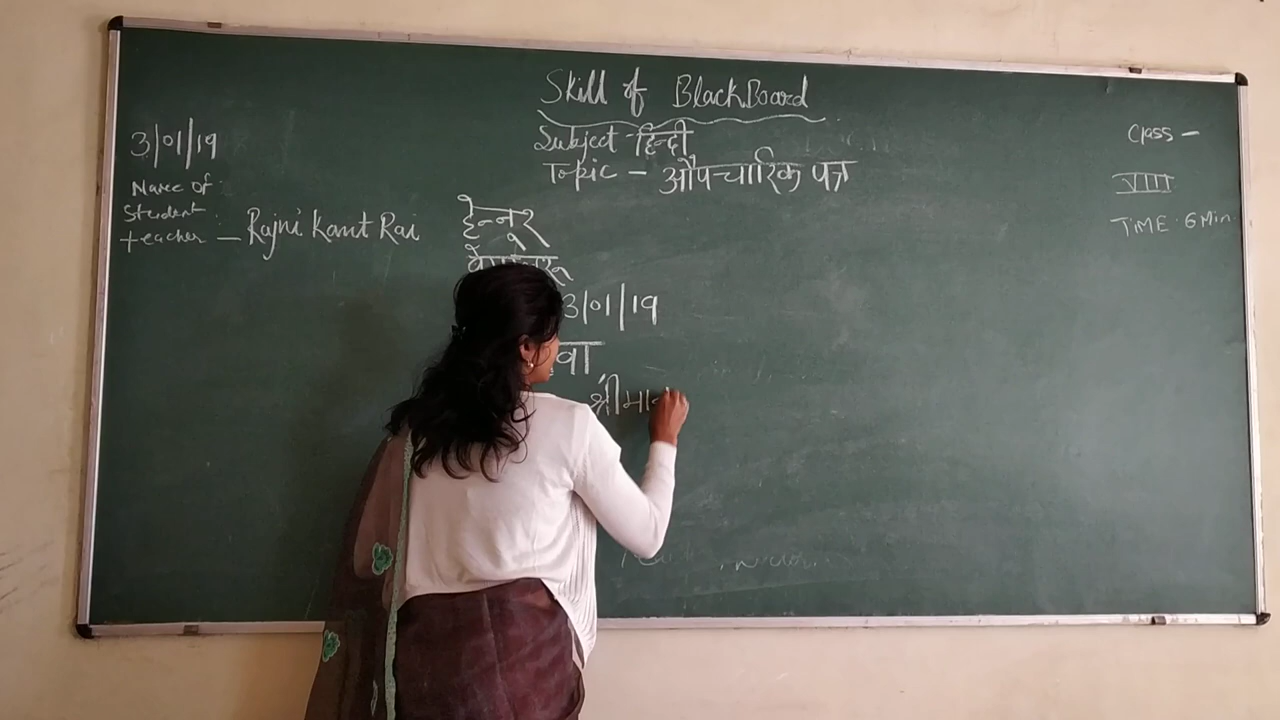 Skill of BlackBoard
Subject - हिन्दी
Topic - औपचारिक पत्र
3/01/19
Name of
Student
teacher - Rajni Kant Rai
Class -
VIII
TIME 6 Min
हेन्नर
3/01/19
वा
श्रीमा